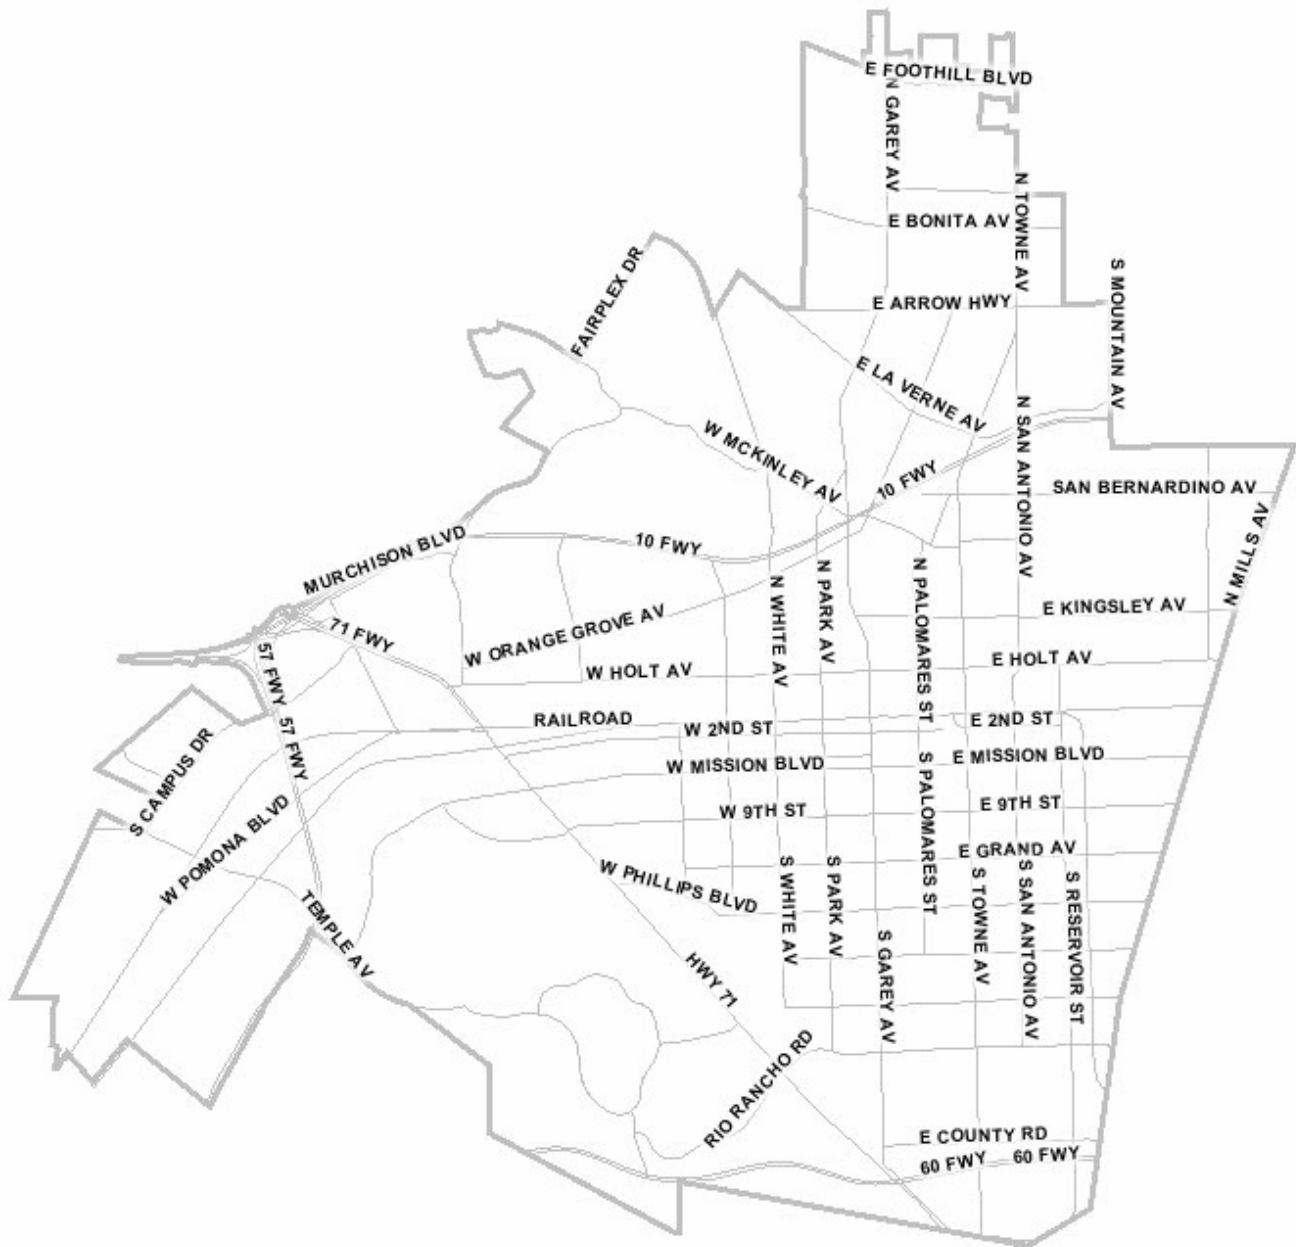 E FOOTHILL BLVD
N GAREY AV
N TOWNE AV
E BONITA AV
FAIRPLEX DR
S MOUNTAIN AV
E ARROW HWY
E LA VERNE AV
N SAN ANTONIO AV
W MCKINLEY AV
10 FWY
SAN BERNARDINO AV
N MILLS AV
MURCHISON BLVD
10 FWY
N WHITE AV
N PARK AV
N PALOMARES ST
E KINGSLEY AV
71 FWY
W ORANGE GROVE AV
57 FWY
W HOLT AV
E HOLT AV
RAILROAD
W 2ND ST
E 2ND ST
57 FWY
S CAMPUS DR
W MISSION BLVD
S PALOMARES ST
E MISSION BLVD
W POMONA BLVD
W 9TH ST
E 9TH ST
E GRAND AV
W PHILLIPS BLVD
S WHITE AV
S PARK AV
S TOWNE AV
S SAN ANTONIO AV
S RESERVOIR ST
TEMPLE AV
S GAREY AV
HWY 71
RIO RANCHO RD
E COUNTY RD
60 FWY
60 FWY